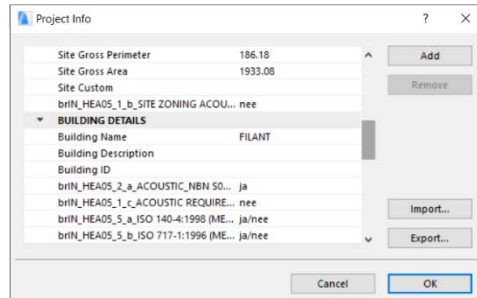 Project Info
? ×
Site Gross Perimeter 186.18
Add
Site Gross Area 1933.08
Site Custom
Remove
brIN_HEA05_1_b_SITE ZONING ACOU... nee
BUILDING DETAILS
Building Name FILANT
Building Description
Building ID
brIN_HEA05_2_a_ACOUSTIC_NBN S0... ja
brIN_HEA05_1_c_ACOUSTIC REQUIRE... nee
Import...
brIN_HEA05_5_a_ISO 140-4:1998 (ME... ja/nee
brIN_HEA05_5_b_ISO 717-1:1996 (ME... ja/nee
Export...
Cancel OK